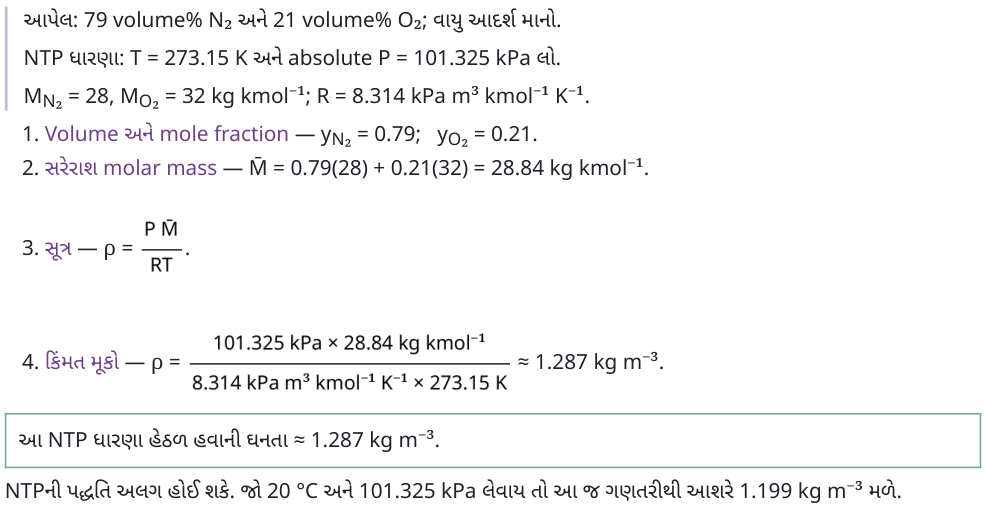 આપેલ: 79 volume% N₂ અને 21 volume% O₂; વાયુ આદર્શ માનો.
NTP ધારણા: T = 273.15 K અને absolute P = 101.325 kPa લો.
M_N₂ = 28, M_O₂ = 32 kg kmol⁻¹; R = 8.314 kPa m³ kmol⁻¹ K⁻¹.
1. Volume અને mole fraction — y_N₂ = 0.79; y_O₂ = 0.21.
2. સરેરાશ molar mass — M̄ = 0.79(28) + 0.21(32) = 28.84 kg kmol⁻¹.
3. સૂત્ર — ρ = P M̄ / RT.
4. કિંમત મૂકો — ρ = 101.325 kPa × 28.84 kg kmol⁻¹ / 8.314 kPa m³ kmol⁻¹ K⁻¹ × 273.15 K ≈ 1.287 kg m⁻³.
આ NTP ધારણા હેઠળ હવાની ઘનતા ≈ 1.287 kg m⁻³.
NTPની પદ્ધતિ અલગ હોઈ શકે. જો 20 °C અને 101.325 kPa લેવાય તો આ જ ગણતરીથી આશરે 1.199 kg m⁻³ મળે.